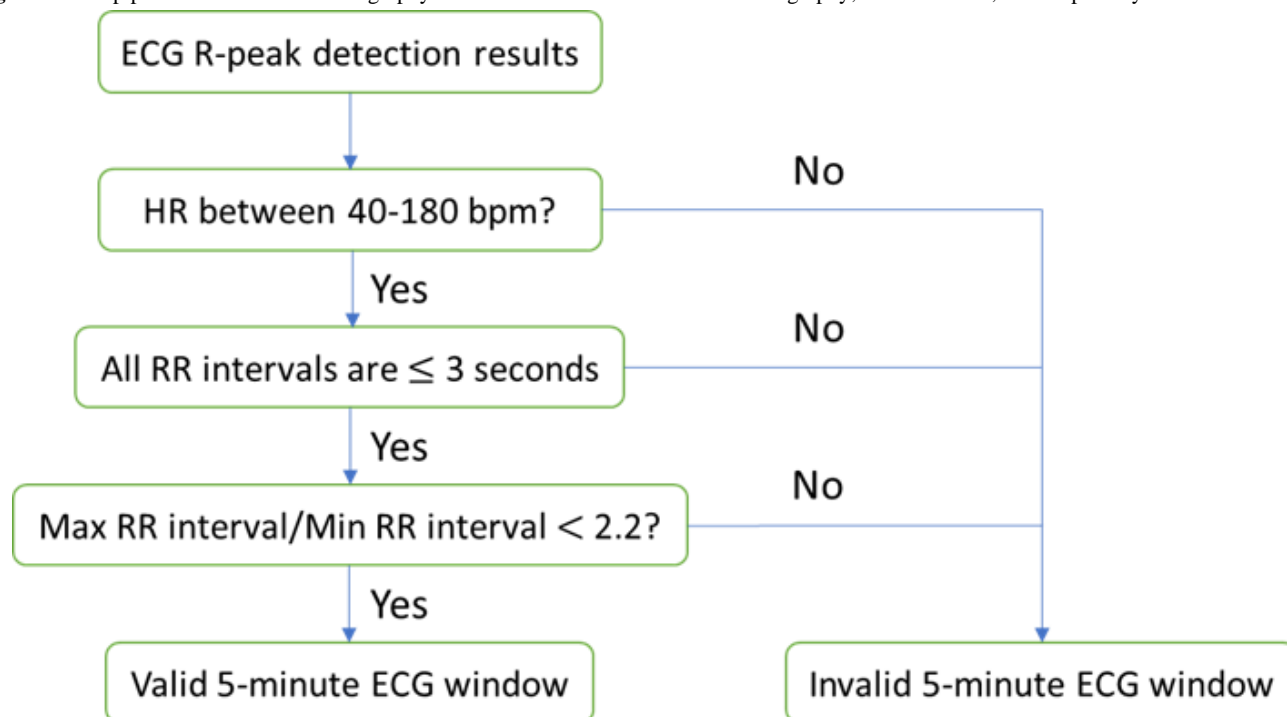 ECG R-peak detection results
No
HR between 40-180 bpm?
Yes
No
All RR intervals are ≤ 3 seconds
Yes
No
Max RR interval/Min RR interval < 2.2?
Yes
Valid 5-minute ECG window
Invalid 5-minute ECG window